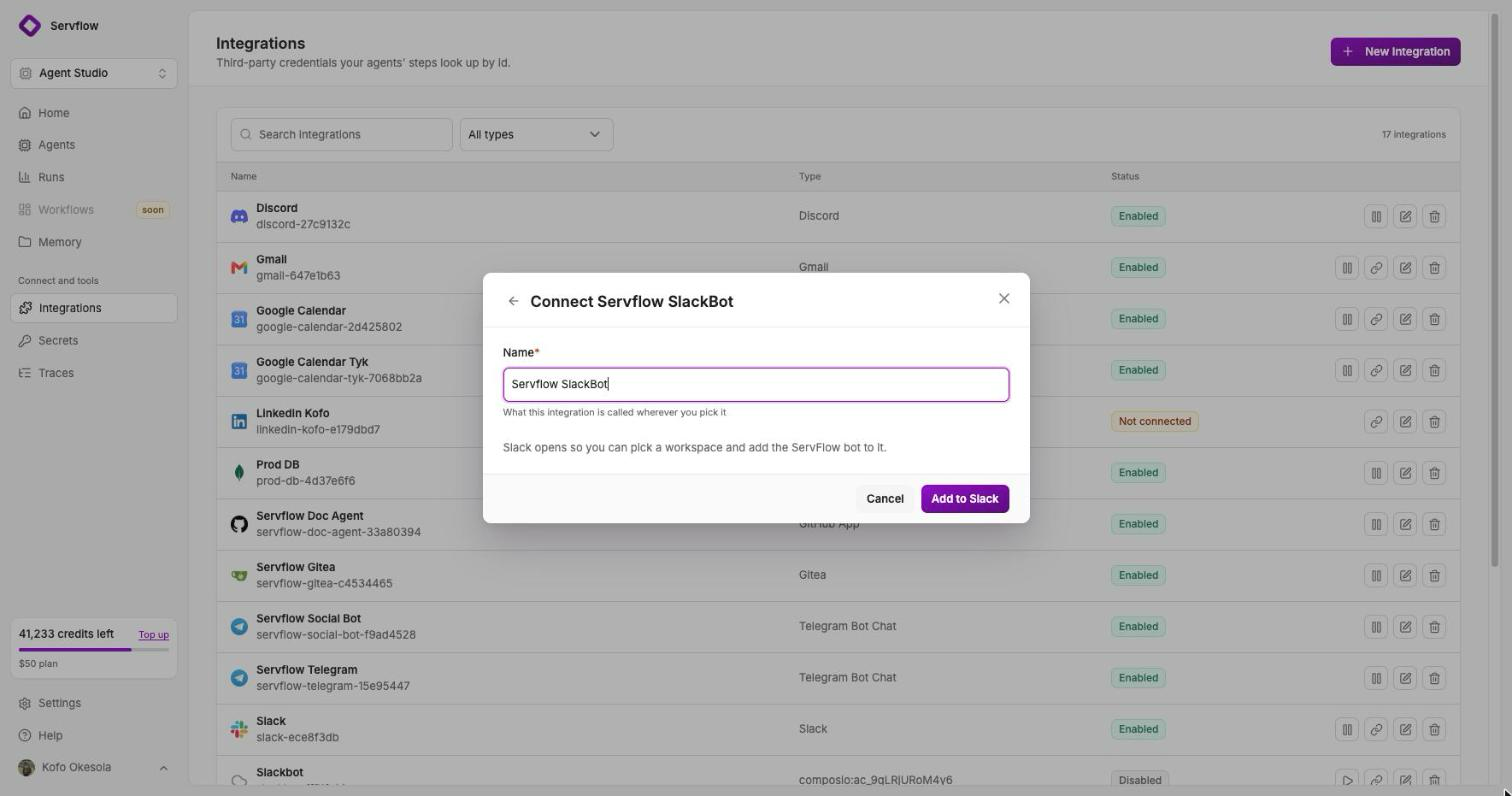 Servflow
Agent Studio
Home
Agents
Runs
Workflows soon
Memory
Connect and tools
Integrations
Secrets
Traces
41,233 credits left Top up
$50 plan
Settings
Help
Kofo Okesola
Integrations
Third-party credentials your agents' steps look up by id.
New Integration
Search integrations
All types
17 integrations
Name Type Status
Discord
discord-27c9132c
Discord
Enabled
Gmail
gmail-647e1b63
Gmail
Enabled
Google Calendar
google-calendar-2d425802
Enabled
Google Calendar Tyk
google-calendar-tyk-7068bb2a
Enabled
Linkedin Kofo
linkedin-kofo-e179dbd7
Not connected
Prod DB
prod-db-4d37e6f6
Enabled
Servflow Doc Agent
servflow-doc-agent-33a80394
GitHub App
Enabled
Servflow Gitea
servflow-gitea-c4534465
Gitea
Enabled
Servflow Social Bot
servflow-social-bot-f9ad4528
Telegram Bot Chat
Enabled
Servflow Telegram
servflow-telegram-15e95447
Telegram Bot Chat
Enabled
Slack
slack-ece8f3db
Slack
Enabled
Slackbot
Disabled
Connect Servflow SlackBot
Name*
Servflow SlackBot
What this integration is called wherever you pick it
Slack opens so you can pick a workspace and add the ServFlow bot to it.
Cancel
Add to Slack